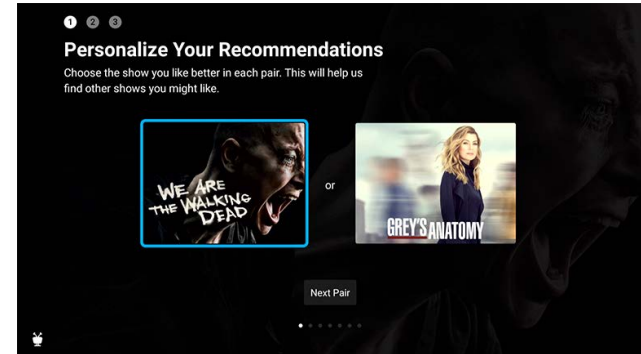 1 2 3
Personalize Your Recommendations
Choose the show you like better in each pair. This will help us
find other shows you might like.
WE ARE
THE WALKING
DEAD
or
GREY'S ANATOMY
Next Pair